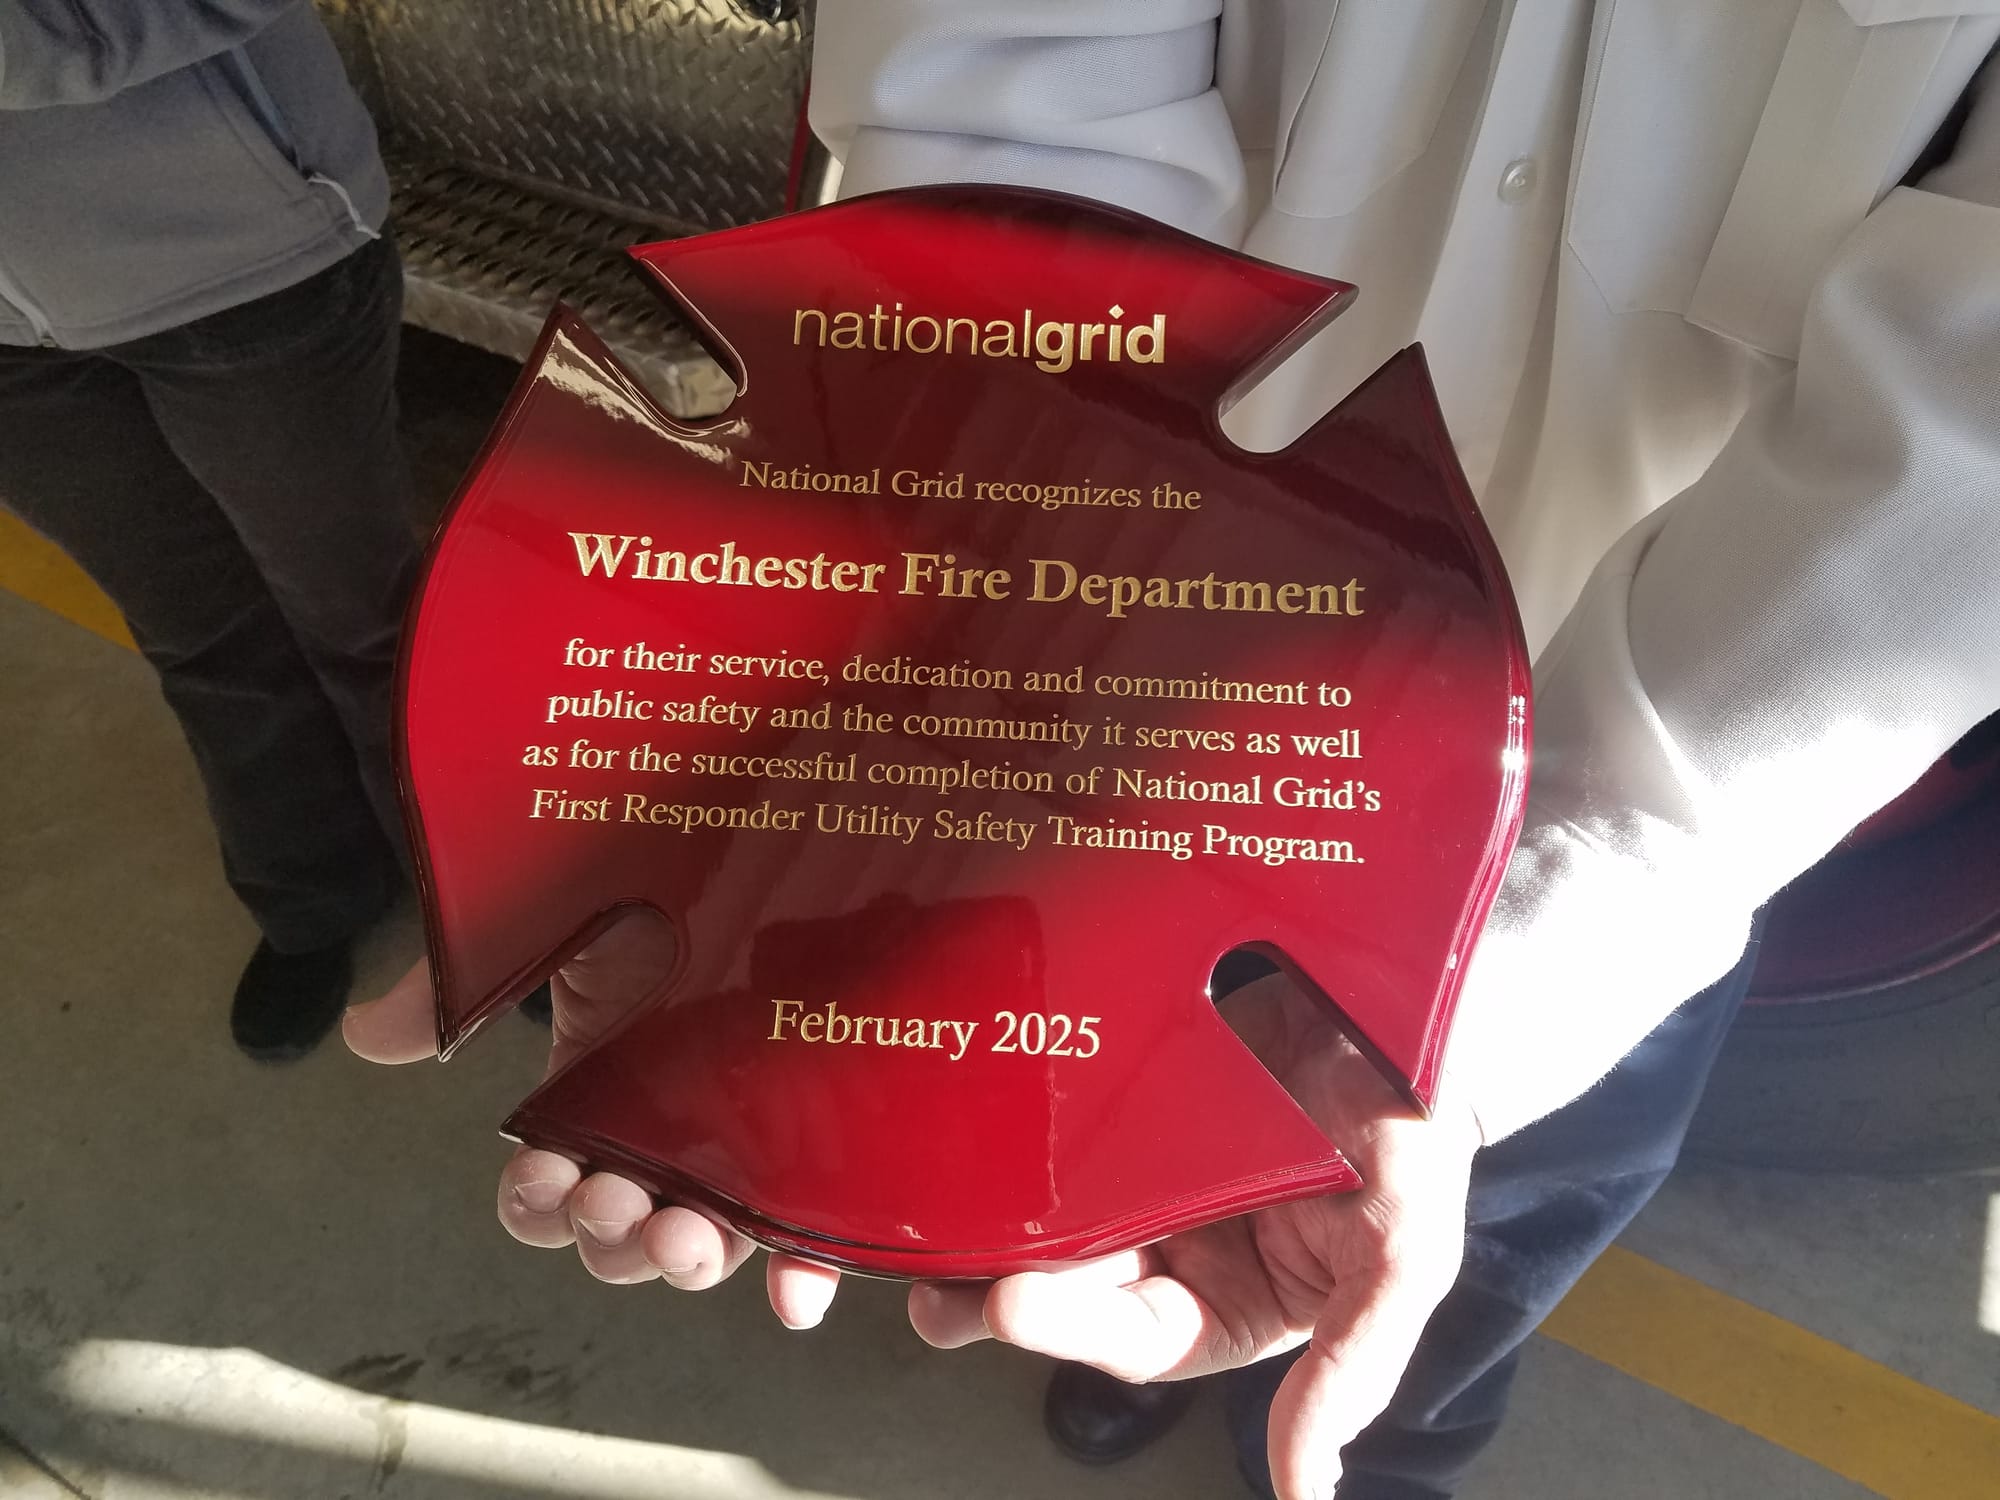 nationalgrid
National Grid recognizes the
Winchester Fire Department
for their service, dedication and commitment to
public safety and the community it serves as well
as for the successful completion of National Grid's
First Responder Utility Safety Training Program.
February 2025